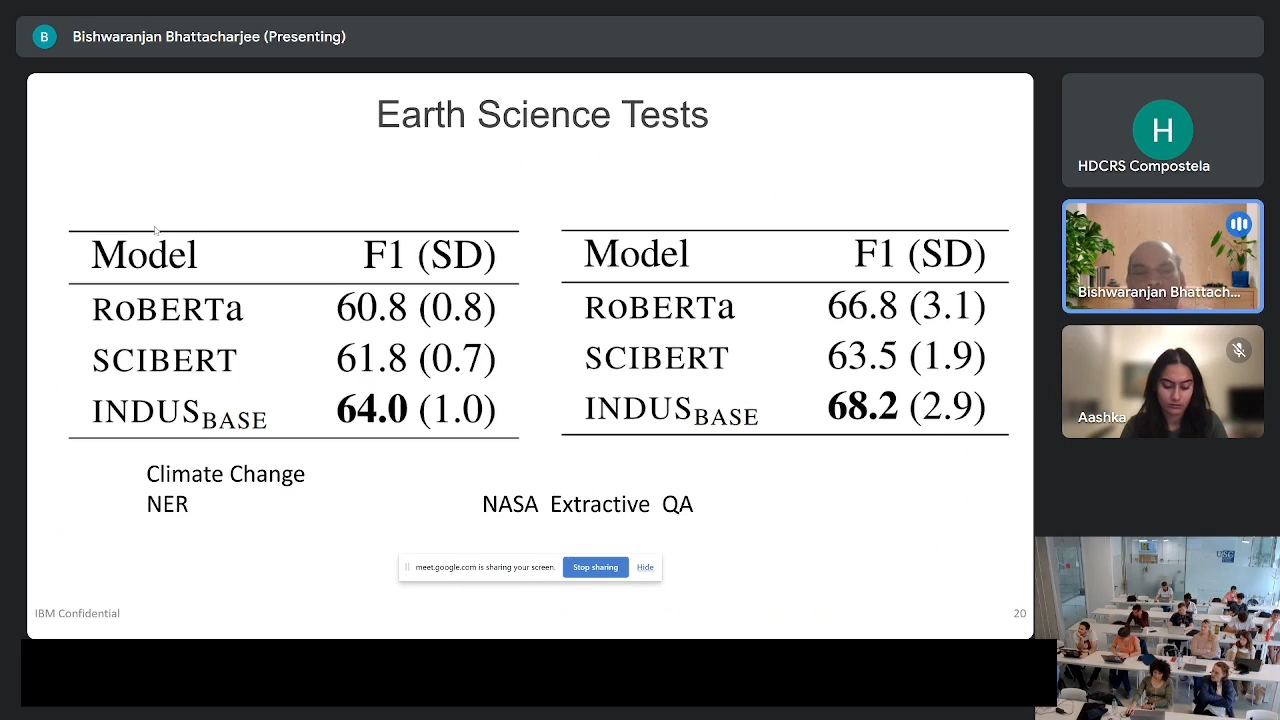 B
Bishwaranjan Bhattacharjee (Presenting)
Earth Science Tests
Model F1 (SD)
RoBERTa 60.8 (0.8)
SCIBERT 61.8 (0.7)
INDUSBASE 64.0 (1.0)
Model F1 (SD)
RoBERTa 66.8 (3.1)
SCIBERT 63.5 (1.9)
INDUSBASE 68.2 (2.9)
Climate Change
NER
NASA Extractive QA
meet.google.com is sharing your screen.
Stop sharing
Hide
IBM Confidential
20
H
HDCRS Compostela
Bishwaranjan Bhattach...
Aashka
USC